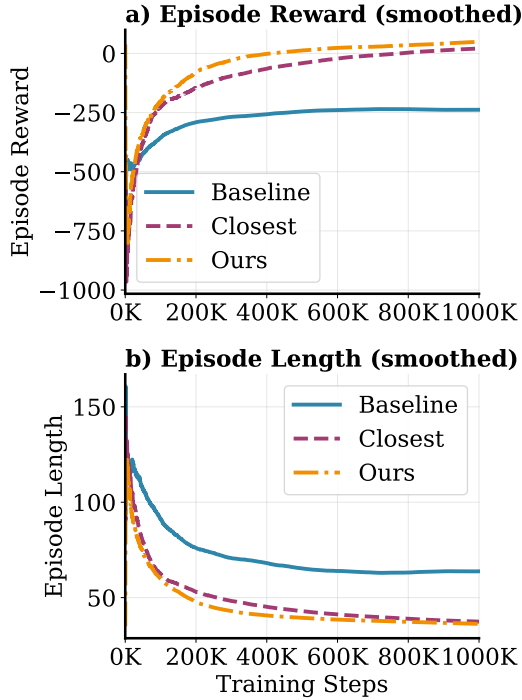 a) Episode Reward (smoothed)
Episode Reward
0
−250
−500
−750
−1000
Baseline
Closest
Ours
0K 200K 400K 600K 800K 1000K
b) Episode Length (smoothed)
Episode Length
150
100
50
Baseline
Closest
Ours
0K 200K 400K 600K 800K 1000K
Training Steps